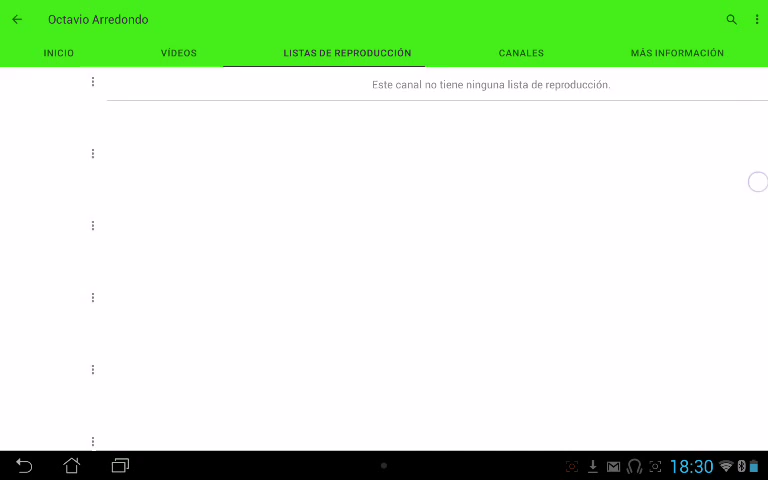 Octavio Arredondo
INICIO
VÍDEOS
LISTAS DE REPRODUCCIÓN
CANALES
MÁS INFORMACIÓN
Este canal no tiene ninguna lista de reproducción.
18:30